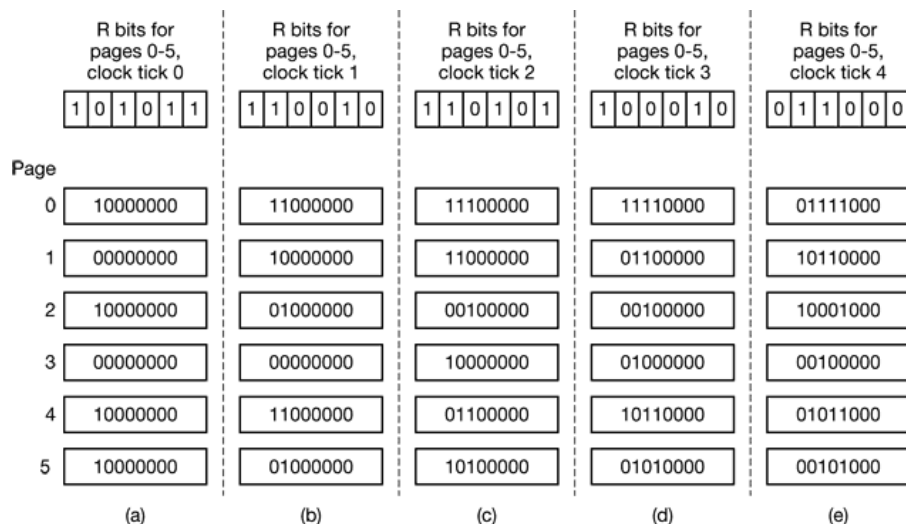 R bits for pages 0-5, clock tick 0
R bits for pages 0-5, clock tick 1
R bits for pages 0-5, clock tick 2
R bits for pages 0-5, clock tick 3
R bits for pages 0-5, clock tick 4
1 0 1 0 1 1
1 1 0 0 1 0
1 1 0 1 0 1
1 0 0 0 1 0
0 1 1 0 0 0
Page
0 10000000 11000000 11100000 11110000 01111000
1 00000000 10000000 11000000 01100000 10110000
2 10000000 01000000 00100000 00100000 10001000
3 00000000 00000000 10000000 01000000 00100000
4 10000000 11000000 01100000 10110000 01011000
5 10000000 01000000 10100000 01010000 00101000
(a) (b) (c) (d) (e)